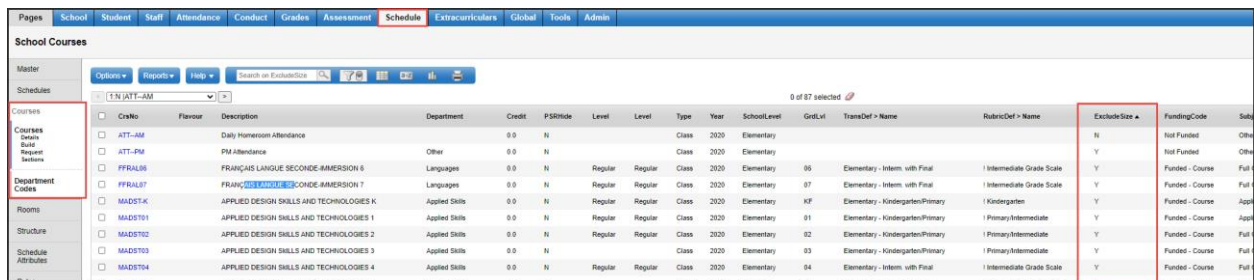 Pages School Student Staff Attendance Conduct Grades Assessment Schedule Extracurriculars Global Tools Admin
School Courses
Master
Schedules
Courses
Courses
Details
Build
Request
Sections
Department
Codes
Rooms
Structure
Schedule
Attributes
Options Reports Help Search on ExcludeSize
1:N |ATT--AM 0 of 87 selected
CrsNo Flavour Description Department Credit PSRHide Level Level Type Class Year SchoolLevel GrdLvl TransDef > Name RubricDef > Name ExcludeSize FundingCode
ATT--AM Daily Homeroom Attendance 0.0 N Class 2020 Elementary N Not Funded
ATT--PM PM Attendance Other 0.0 N Class 2020 Elementary Y Not Funded
FFRAL06 FRANÇAIS LANGUE SECONDE-IMMERSION 6 Languages 0.0 N Regular Regular Class 2020 Elementary 06 Elementary - Interm. with Final ! Intermediate Grade Scale Y Funded - Course
FFRAL07 FRANÇAIS LANGUE SECONDE-IMMERSION 7 Languages 0.0 N Regular Regular Class 2020 Elementary 07 Elementary - Interm. with Final ! Intermediate Grade Scale Y Funded - Course
MADST-K APPLIED DESIGN SKILLS AND TECHNOLOGIES K Applied Skills 0.0 N Regular Regular Class 2020 Elementary KF Elementary - Kindergarten/Primary ! Kindergarten Y Funded - Course
MADST01 APPLIED DESIGN SKILLS AND TECHNOLOGIES 1 Applied Skills 0.0 N Regular Regular Class 2020 Elementary 01 Elementary - Kindergarten/Primary ! Primary/Intermediate Y Funded - Course
MADST02 APPLIED DESIGN SKILLS AND TECHNOLOGIES 2 Applied Skills 0.0 N Regular Regular Class 2020 Elementary 02 Elementary - Kindergarten/Primary ! Primary/Intermediate Y Funded - Course
MADST03 APPLIED DESIGN SKILLS AND TECHNOLOGIES 3 Applied Skills 0.0 N Class 2020 Elementary 03 Elementary - Kindergarten/Primary ! Primary/Intermediate Y Funded - Course
MADST04 APPLIED DESIGN SKILLS AND TECHNOLOGIES 4 Applied Skills 0.0 N Regular Regular Class 2020 Elementary 04 Elementary - Interm. with Final ! Intermediate Grade Scale Y Funded - Course